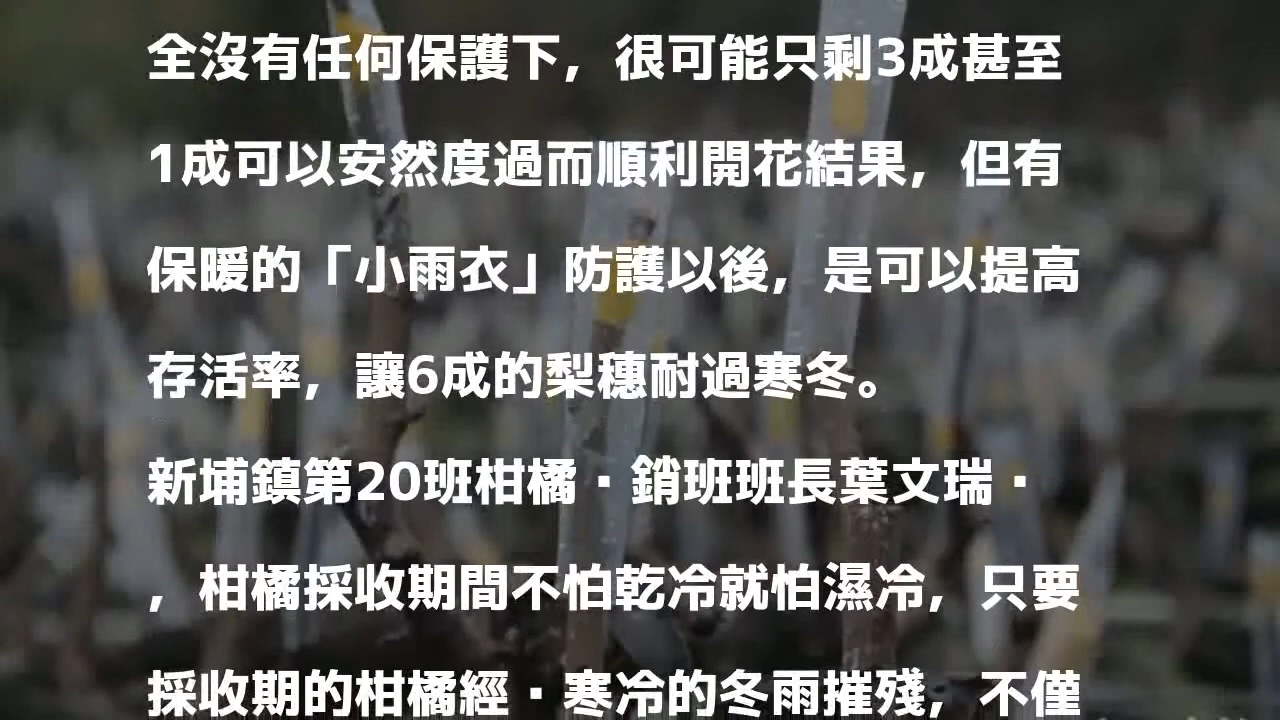 全沒有任何保護下，很可能只剩3成甚至
1成可以安然度過而順利開花結果，但有
保暖的「小雨衣」防護以後，是可以提高
存活率，讓6成的梨穗耐過寒冬。
新埔鎮第20班柑橘▪銷班班長葉文瑞▪
，柑橘採收期間不怕乾冷就怕濕冷，只要
採收期的柑橘經▪寒冷的冬雨摧殘，不僅